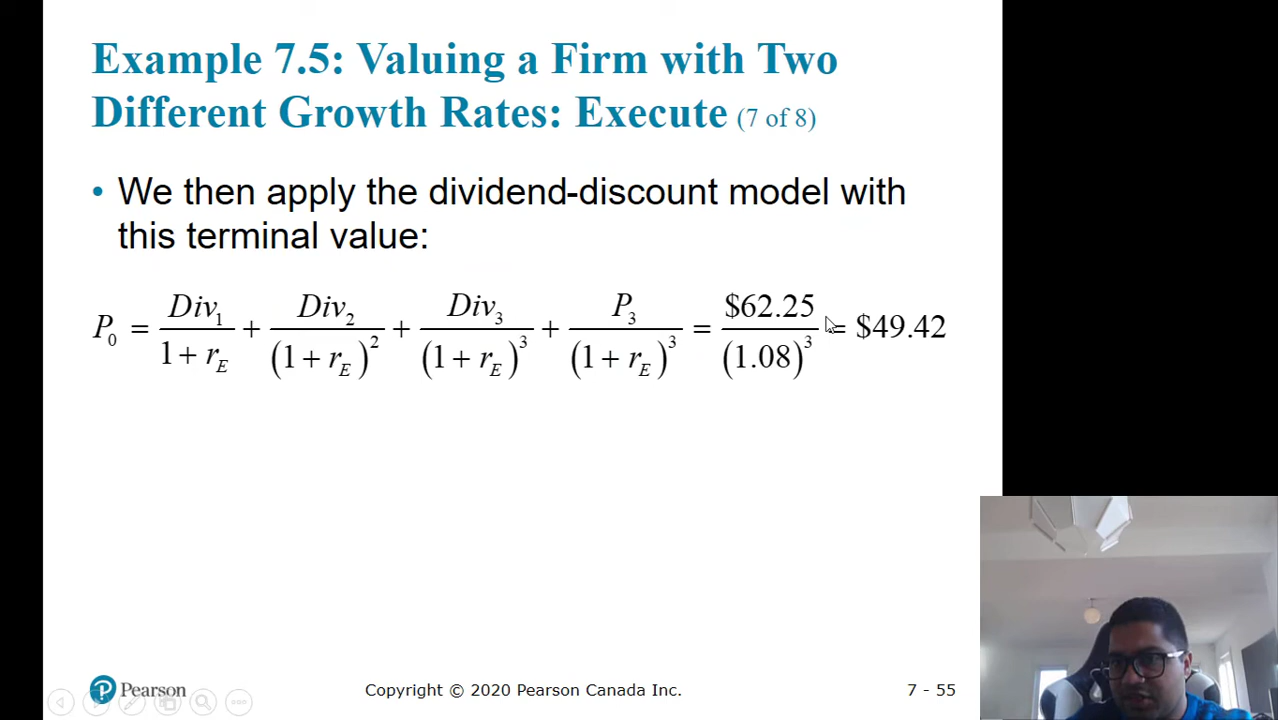 Example 7.5: Valuing a Firm with Two
Different Growth Rates: Execute (7 of 8)
• We then apply the dividend-discount model with
this terminal value:
P₀ = Div₁/(1 + r_E) + Div₂/(1 + r_E)² + Div₃/(1 + r_E)³ + P₃/(1 + r_E)³ = $62.25/(1.08)³ = $49.42
Pearson
Copyright © 2020 Pearson Canada Inc.
7 - 55